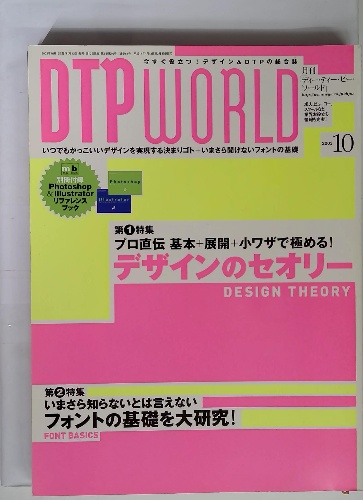 今すぐ役立つ！デザイン＆DTPの総合誌
DTP WORLD
月刊
ディーティーピー・
ワールド
2003 10
いつでもかっこいいデザインを実現する決まりゴト＋いまさら聞けないフォントの基礎
mb
別冊付録
Photoshop
& Illustrator
リファレンス
ブック
Photoshop
Illustrator
第1特集
プロ直伝 基本＋展開＋小ワザで極める！
デザインのセオリー
DESIGN THEORY
第2特集
いまさら知らないとは言えない
フォントの基礎を大研究！
FONT BASICS